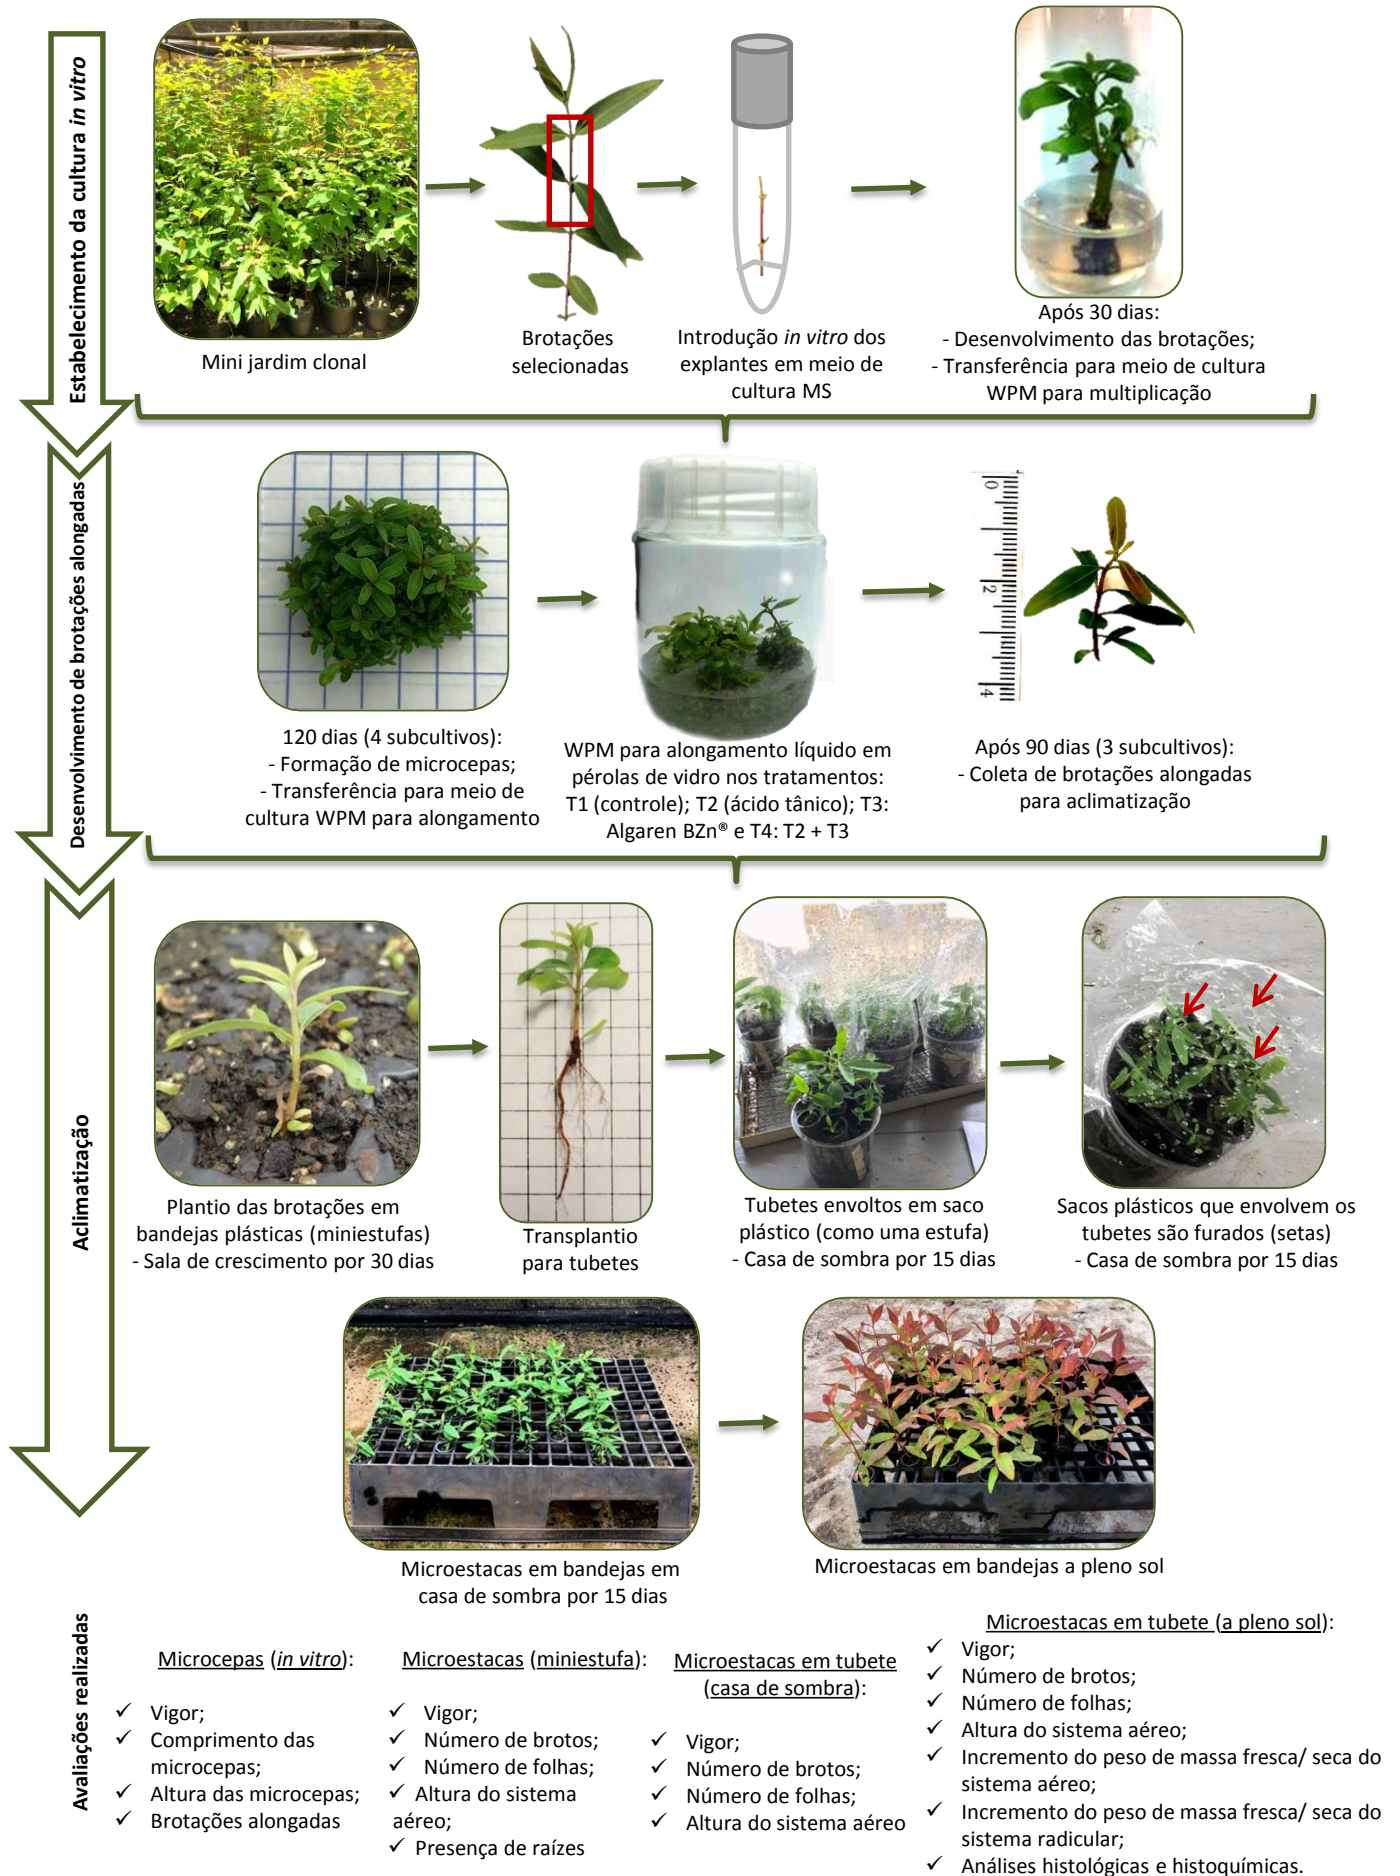 Estabelecimento da cultura in vitro
Mini jardim clonal
Brotações
selecionadas
Introdução in vitro dos
explantes em meio de
cultura MS
Após 30 dias:
- Desenvolvimento das brotações;
- Transferência para meio de cultura
WPM para multiplicação
Desenvolvimento de brotações alongadas
0
2
4
120 dias (4 subcultivos):
- Formação de microcepas;
- Transferência para meio de
cultura WPM para alongamento
WPM para alongamento líquido em
pérolas de vidro nos tratamentos:
T1 (controle); T2 (ácido tânico); T3:
Algaren BZn® e T4: T2 + T3
Após 90 dias (3 subcultivos):
- Coleta de brotações alongadas
para aclimatização
Aclimatização
Plantio das brotações em
bandejas plásticas (miniestufas)
- Sala de crescimento por 30 dias
Transplantio
para tubetes
Tubetes envoltos em saco
plástico (como uma estufa)
- Casa de sombra por 15 dias
Sacos plásticos que envolvem os
tubetes são furados (setas)
- Casa de sombra por 15 dias
Microestacas em bandejas em
casa de sombra por 15 dias
Microestacas em bandejas a pleno sol
Avaliações realizadas
Microcepas (in vitro):
✓ Vigor;
✓ Comprimento das
microcepas;
✓ Altura das microcepas;
✓ Brotações alongadas
Microestacas (miniestufa):
✓ Vigor;
✓ Número de brotos;
✓ Número de folhas;
✓ Altura do sistema
aéreo;
✓ Presença de raízes
Microestacas em tubete
(casa de sombra):
✓ Vigor;
✓ Número de brotos;
✓ Número de folhas;
✓ Altura do sistema aéreo
Microestacas em tubete (a pleno sol):
✓ Vigor;
✓ Número de brotos;
✓ Número de folhas;
✓ Altura do sistema aéreo;
✓ Incremento do peso de massa fresca/ seca do
sistema aéreo;
✓ Incremento do peso de massa fresca/ seca do
sistema radicular;
✓ Análises histológicas e histoquímicas.